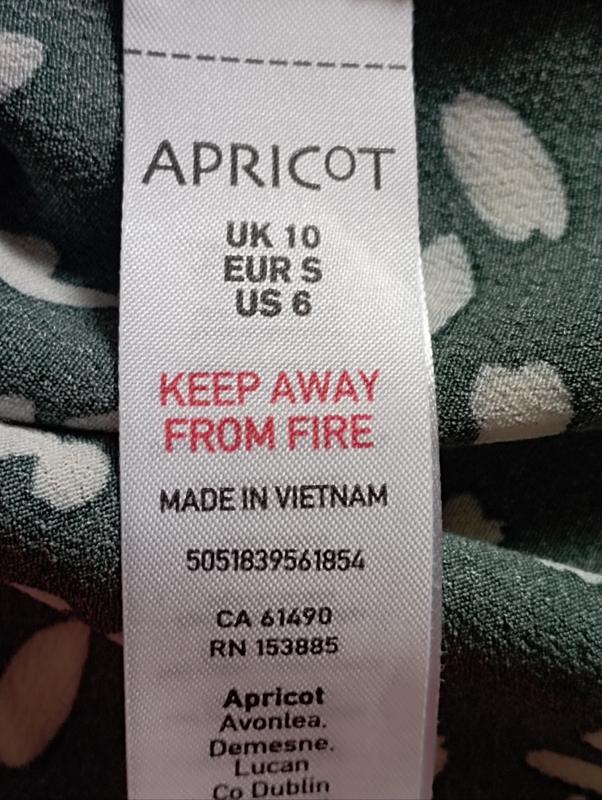 APRICOT
UK 10
EUR S
US 6
KEEP AWAY
FROM FIRE
MADE IN VIETNAM
5051839561854
CA 61490
RN 153885
Apricot
Avonlea.
Demesne.
Lucan
Co Dublin